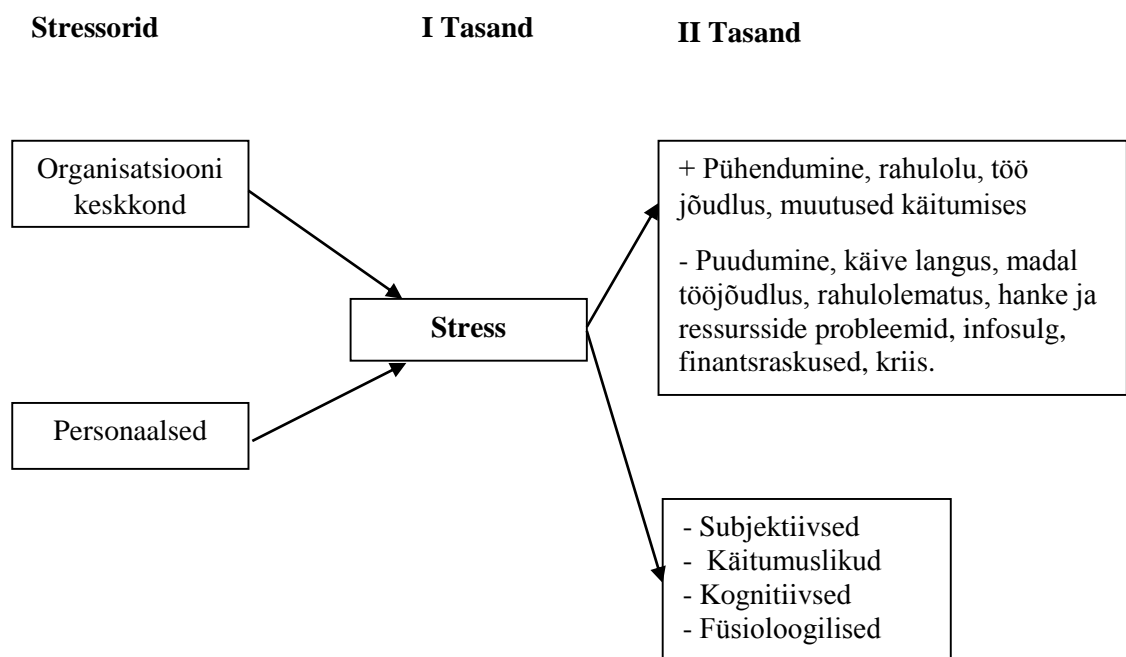 Stressorid
I Tasand
II Tasand
Organisatsiooni
keskkond
Personaalsed
Stress
+ Pühendumine, rahulolu, töö
jõudlus, muutused käitumises
- Puudumine, käive langus, madal
tööjõudlus, rahulolematus, hanke ja
ressursside probleemid, infosulg,
finantsraskused, kriis.
- Subjektiivsed
- Käitumuslikud
- Kognitiivsed
- Füsioloogilised